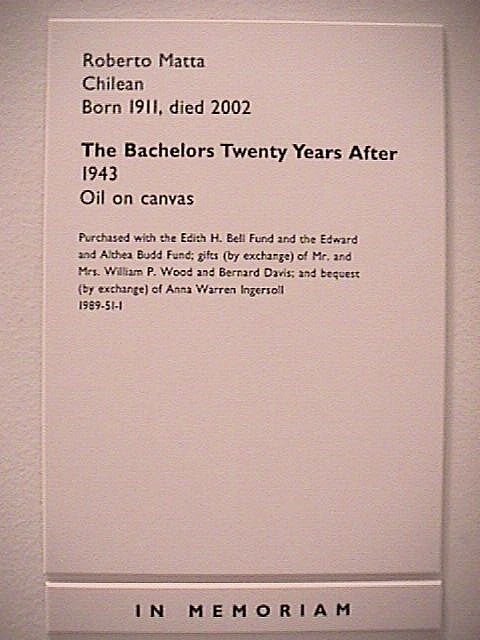 Roberto Matta
Chilean
Born 1911, died 2002
The Bachelors Twenty Years After
1943
Oil on canvas
Purchased with the Edith H. Bell Fund and the Edward
and Althea Budd Fund; gifts (by exchange) of Mr. and
Mrs. William P. Wood and Bernard Davis; and bequest
(by exchange) of Anna Warren Ingersoll
1989-51-1
IN MEMORIAM